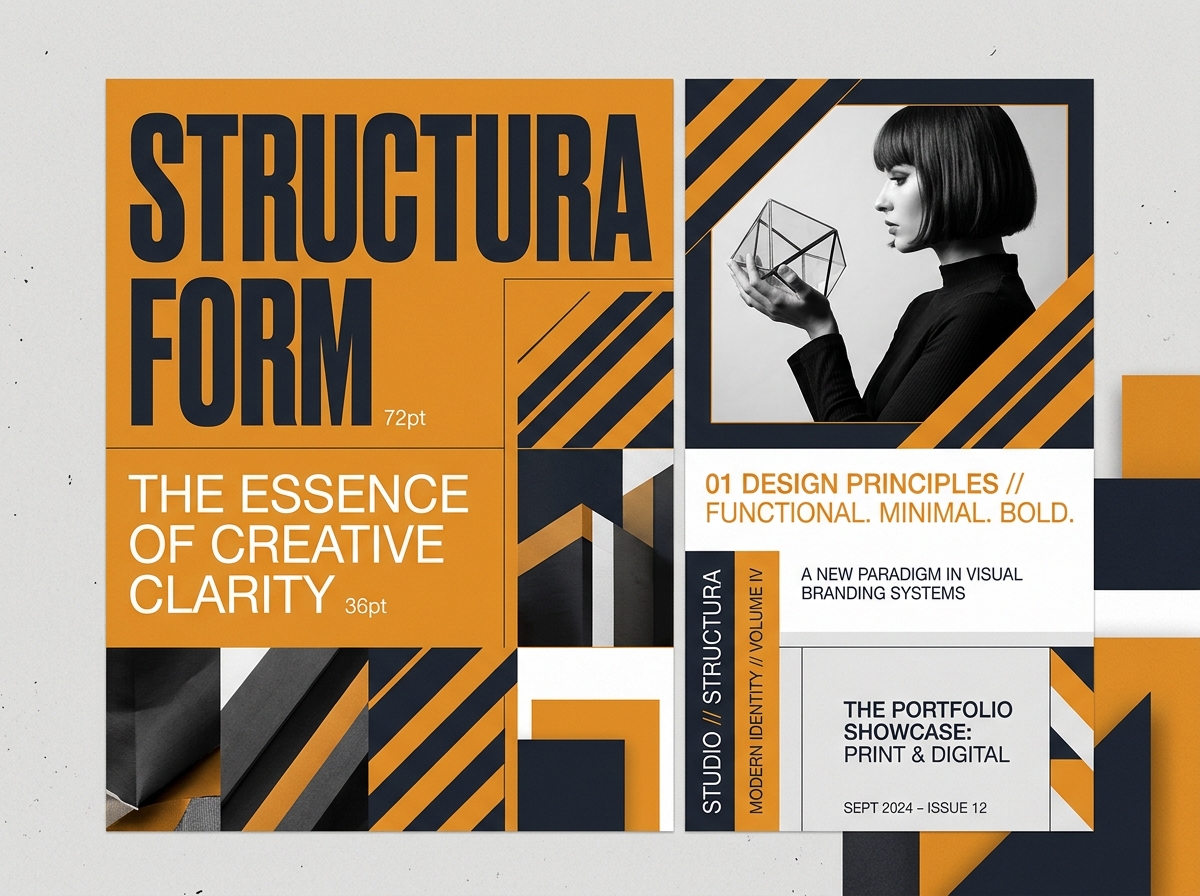 STRUCTURA
FORM
72pt
THE ESSENCE
OF CREATIVE
CLARITY
36pt
01 DESIGN PRINCIPLES //
FUNCTIONAL. MINIMAL. BOLD.
STUDIO // STRUCTURA
MODERN IDENTITY // VOLUME IV
A NEW PARADIGM IN VISUAL
BRANDING SYSTEMS
THE PORTFOLIO
SHOWCASE:
PRINT & DIGITAL
SEPT 2024 – ISSUE 12